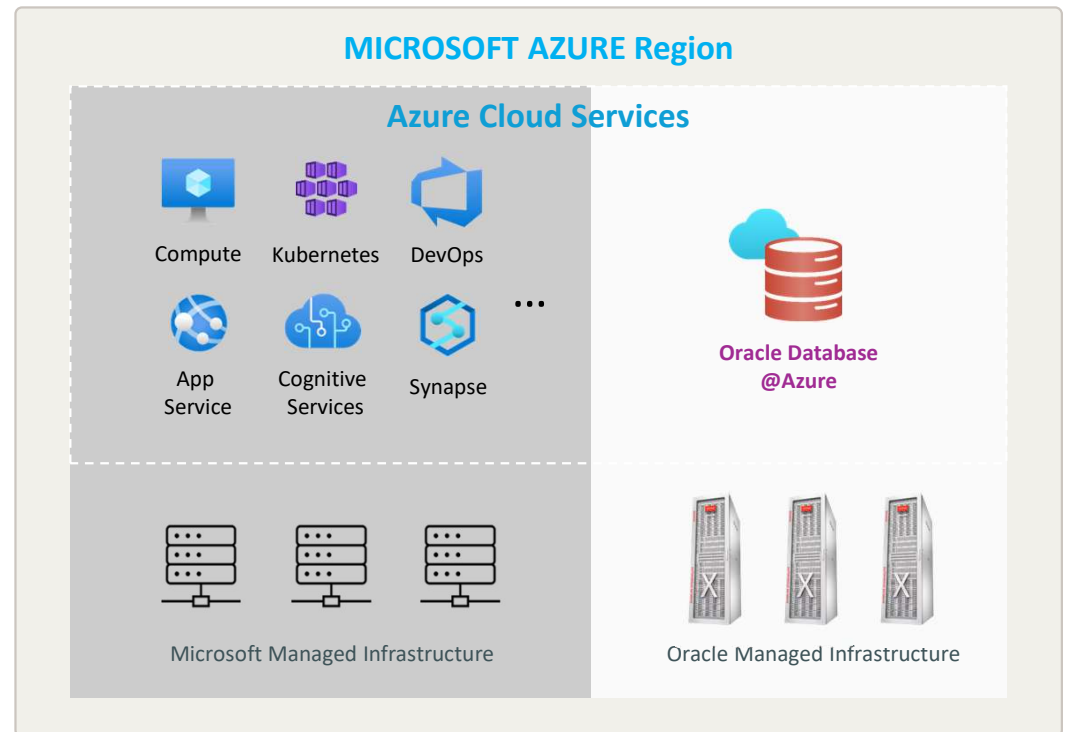 MICROSOFT AZURE Region
Azure Cloud Services
Compute
Kubernetes
DevOps
...
App
Service
Cognitive
Services
Synapse
Oracle Database
@Azure
X
X
X
Microsoft Managed Infrastructure
Oracle Managed Infrastructure